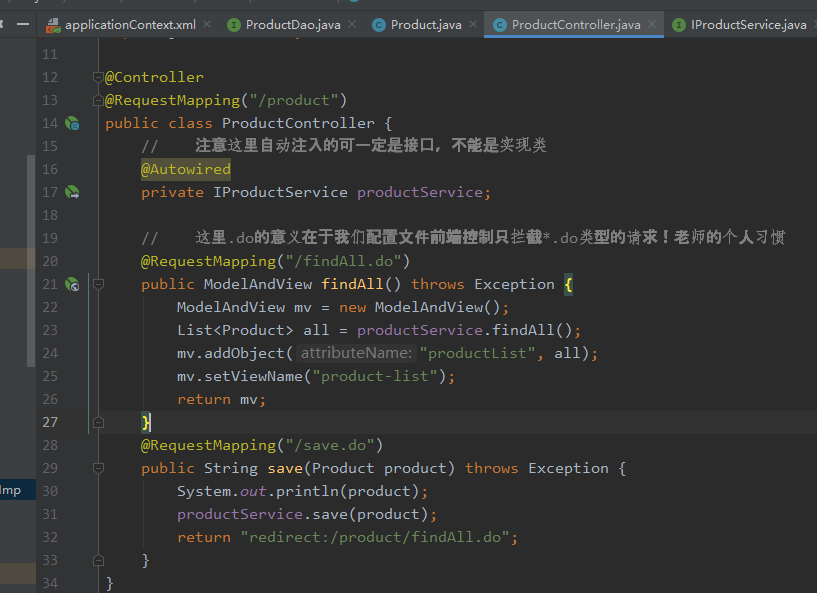 applicationContext.xml × ProductDao.java × Product.java × ProductController.java × IProductService.java
11
12 @Controller
13 @RequestMapping("/product")
14 public class ProductController {
15 // 注意这里自动注入的可一定是接口，不能是实现类
16 @Autowired
17 private IProductService productService;
18
19 // 这里.do的意义在于我们配置文件前端控制只拦截*.do类型的请求！老师的个人习惯
20 @RequestMapping("/findAll.do")
21 public ModelAndView findAll() throws Exception {
22 ModelAndView mv = new ModelAndView();
23 List<Product> all = productService.findAll();
24 mv.addObject( attributeName: "productList", all);
25 mv.setViewName("product-list");
26 return mv;
27 }
28 @RequestMapping("/save.do")
29 public String save(Product product) throws Exception {
Imp 30 System.out.println(product);
31 productService.save(product);
32 return "redirect:/product/findAll.do";
33 }
34 }